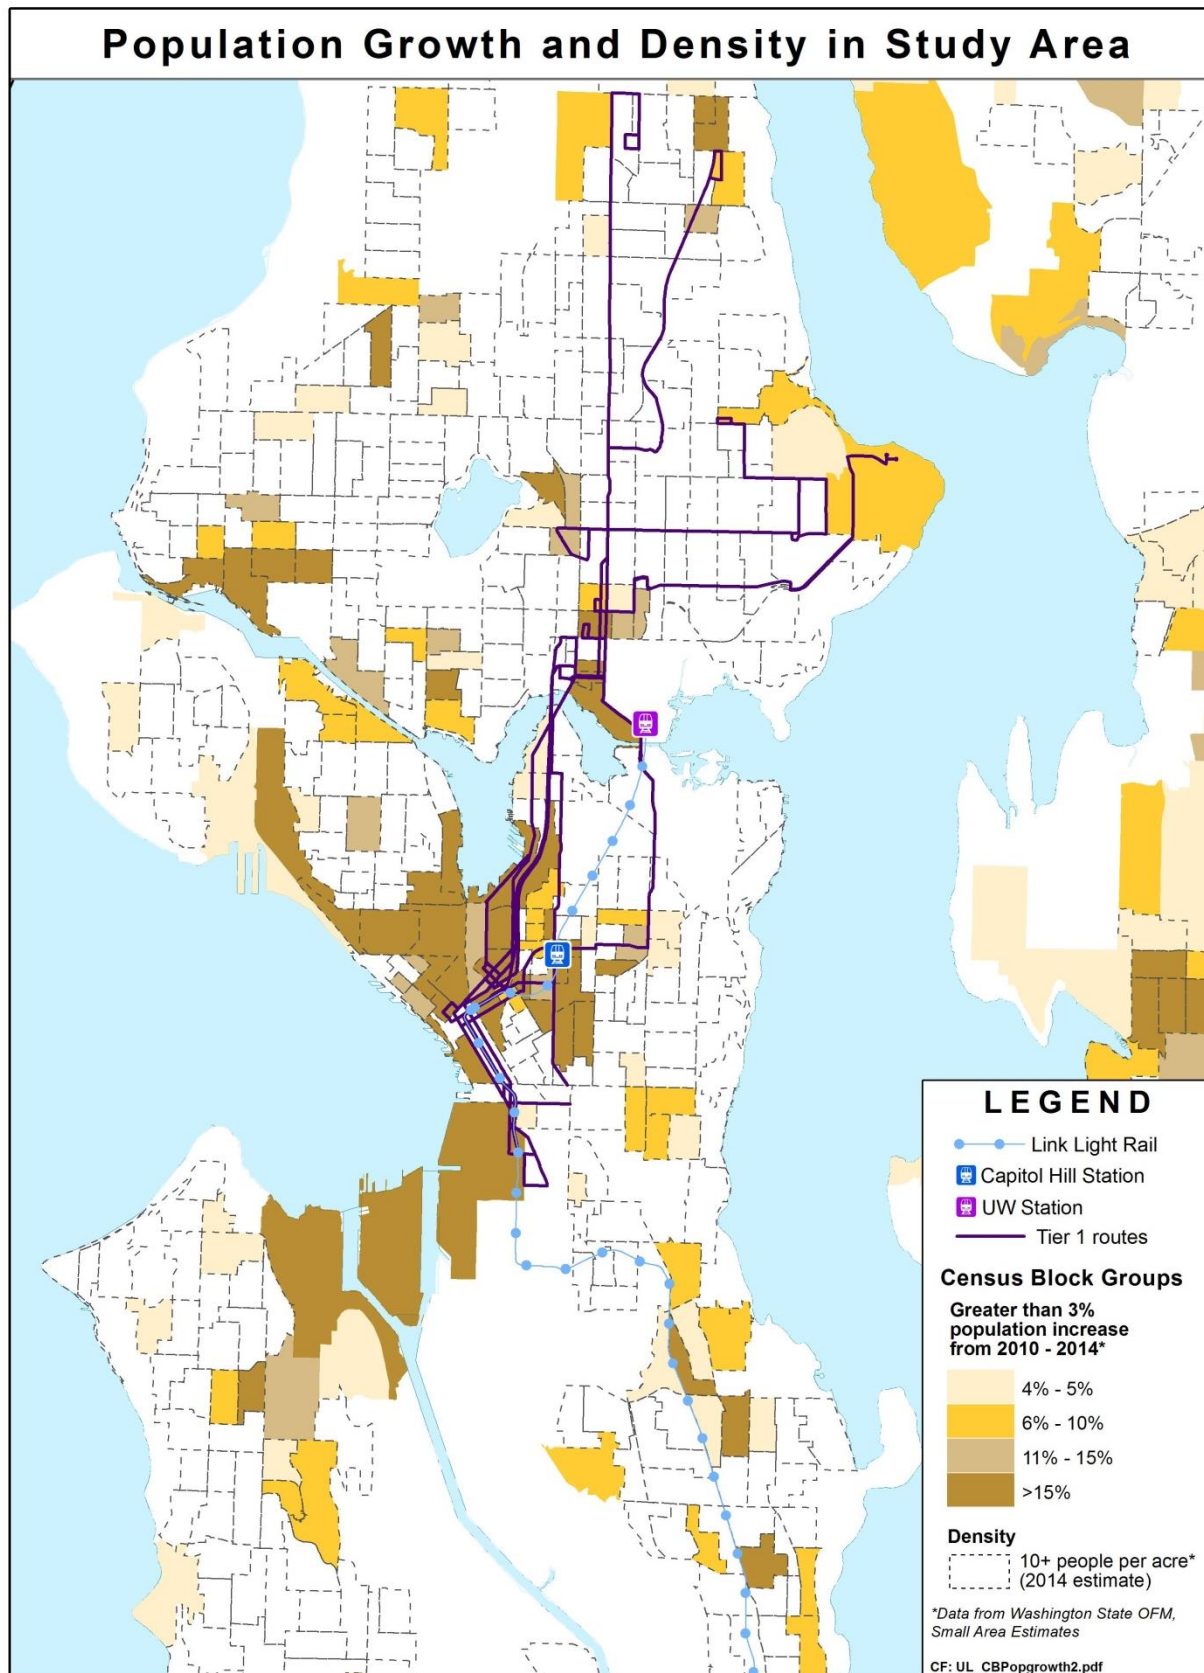 Population Growth and Density in Study Area
LEGEND
Link Light Rail
Capitol Hill Station
UW Station
Tier 1 routes
Census Block Groups
Greater than 3%
population increase
from 2010 - 2014*
4% - 5%
6% - 10%
11% - 15%
>15%
Density
10+ people per acre*
(2014 estimate)
*Data from Washington State OFM,
Small Area Estimates
CF: UL_CBPopgrowth2.pdf